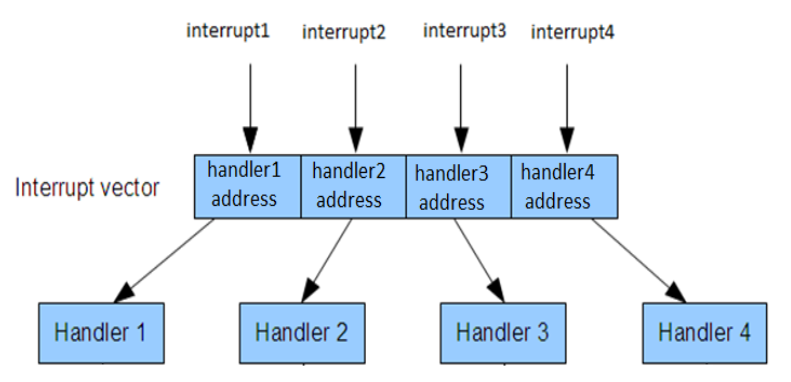 interrupt1 interrupt2 interrupt3 interrupt4
Interrupt vector
handler1 address
handler2 address
handler3 address
handler4 address
Handler 1 Handler 2 Handler 3 Handler 4